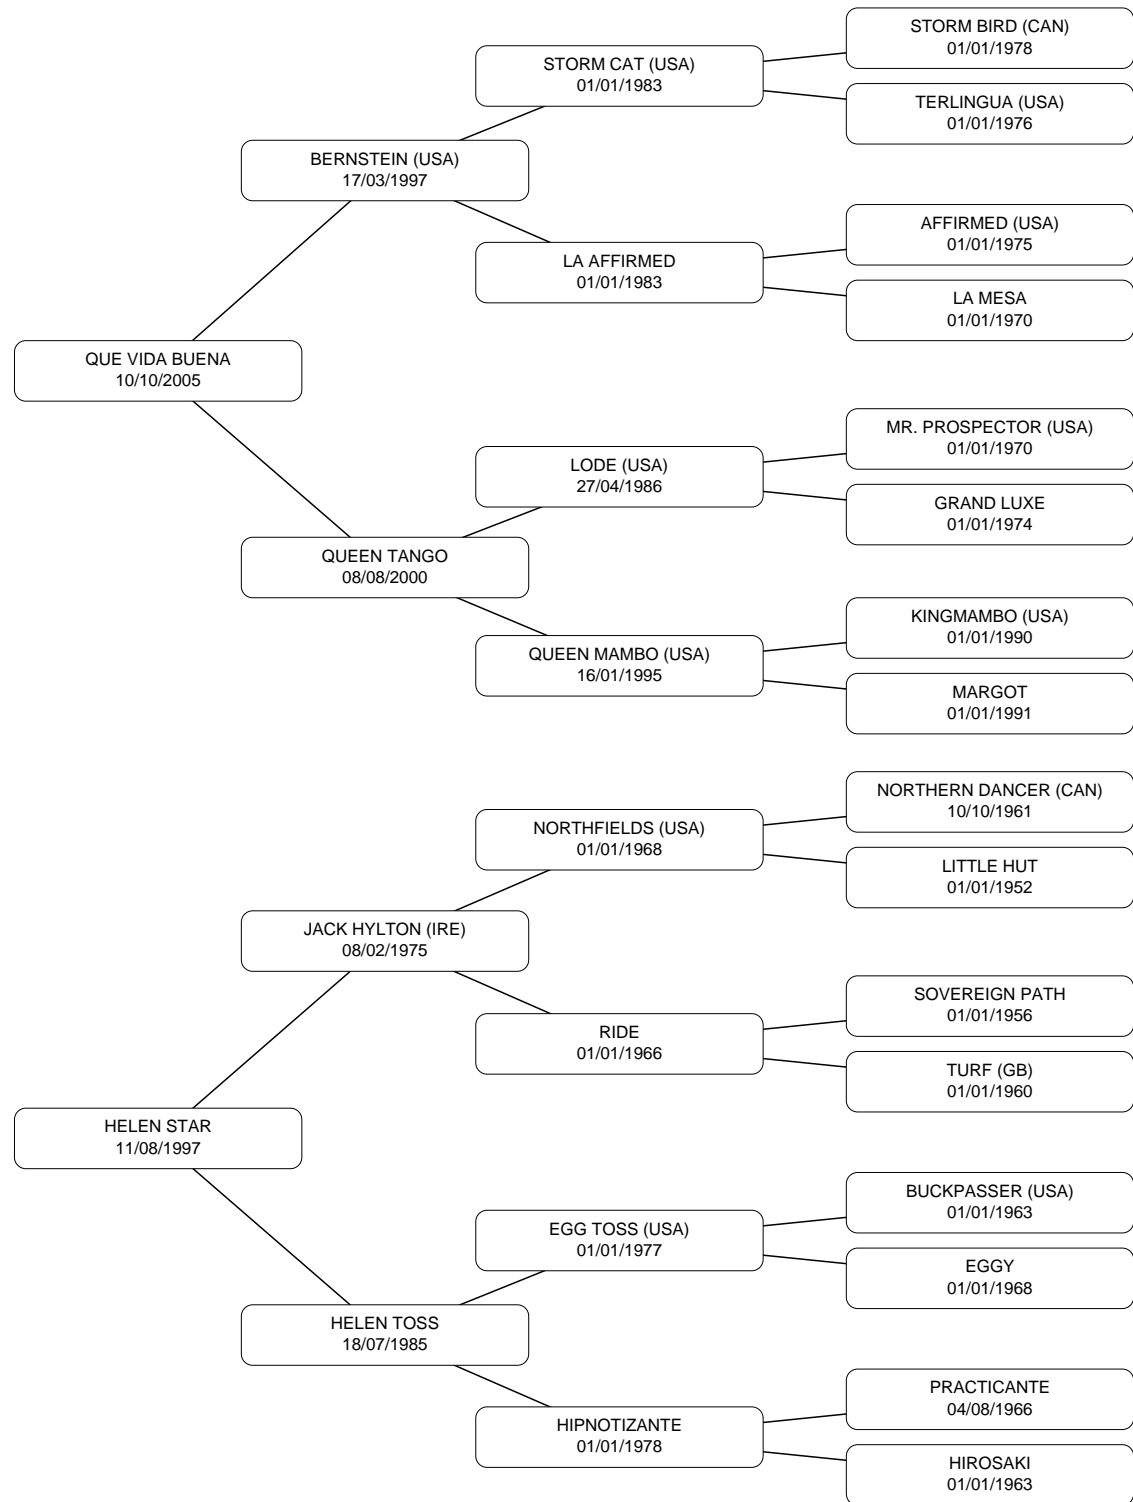 STORM BIRD (CAN)
01/01/1978
STORM CAT (USA)
01/01/1983
TERLINGUA (USA)
01/01/1976
BERNSTEIN (USA)
17/03/1997
AFFIRMED (USA)
01/01/1975
LA AFFIRMED
01/01/1983
LA MESA
01/01/1970
QUE VIDA BUENA
10/10/2005
MR. PROSPECTOR (USA)
01/01/1970
LODE (USA)
27/04/1986
GRAND LUXE
01/01/1974
QUEEN TANGO
08/08/2000
KINGMAMBO (USA)
01/01/1990
QUEEN MAMBO (USA)
16/01/1995
MARGOT
01/01/1991
NORTHERN DANCER (CAN)
10/10/1961
NORTHFIELDS (USA)
01/01/1968
LITTLE HUT
01/01/1952
JACK HYLTON (IRE)
08/02/1975
SOVEREIGN PATH
01/01/1956
RIDE
01/01/1966
TURF (GB)
01/01/1960
HELEN STAR
11/08/1997
BUCKPASSER (USA)
01/01/1963
EGG TOSS (USA)
01/01/1977
EGGY
01/01/1968
HELEN TOSS
18/07/1985
PRACTICANTE
04/08/1966
HIPNOTIZANTE
01/01/1978
HIROSAKI
01/01/1963